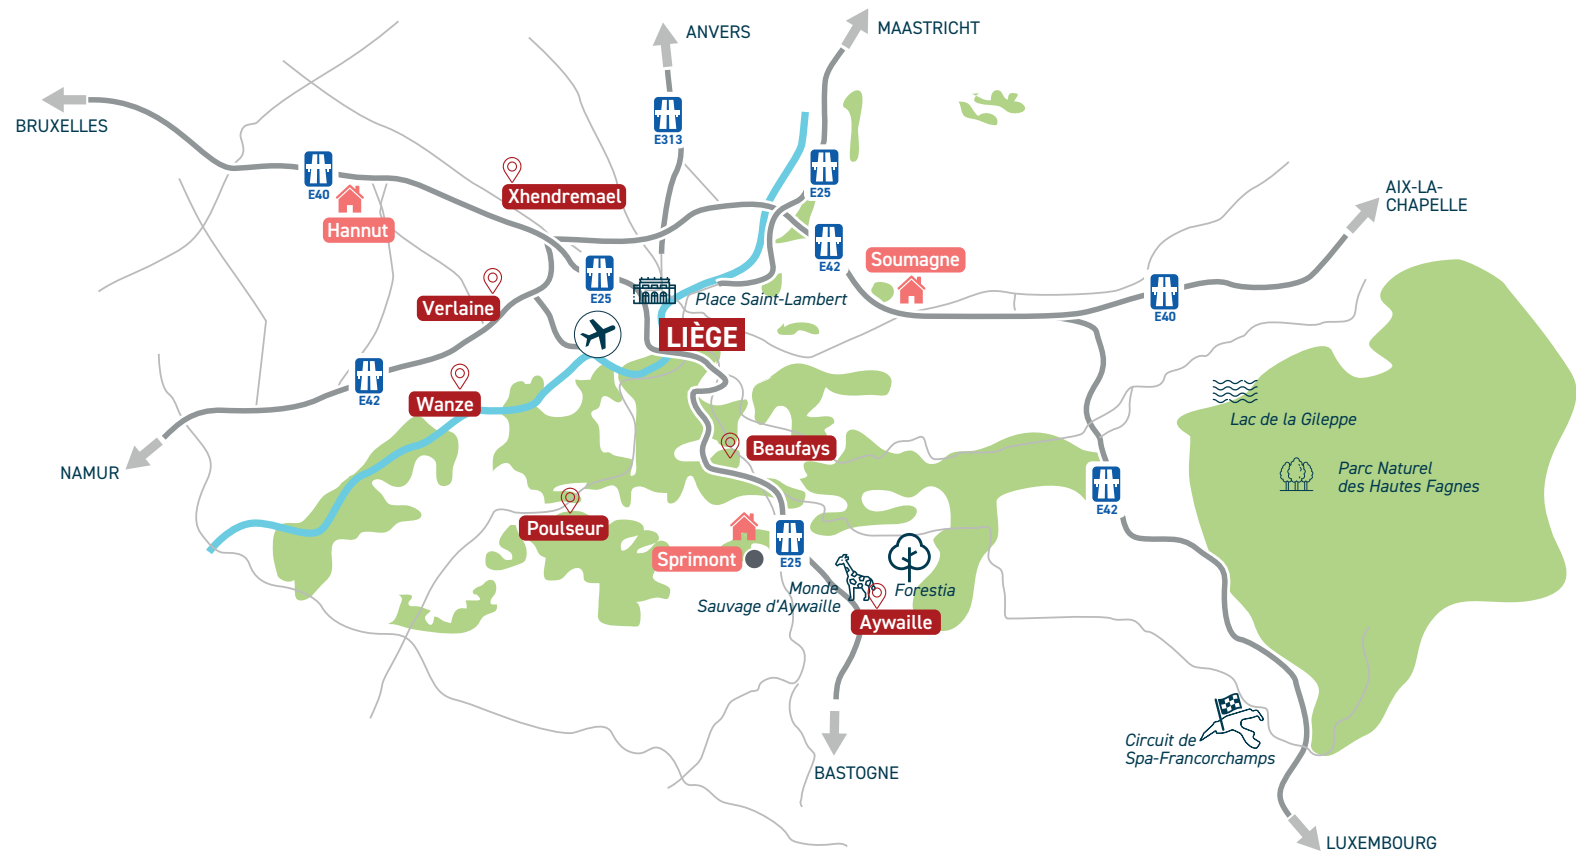 ANVERS
MAASTRICHT
BRUXELLES
E313
E40
Xhendremael
E25
AIX-LA-
CHAPELLE
Hannut
E42
Soumagne
Verlaine
E25
Place Saint-Lambert
E40
LIÈGE
E42
Wanze
Lac de la Gileppe
Beaufays
NAMUR
Parc Naturel
des Hautes Fagnes
E42
Poulseur
Sprimont
E25
Monde
Sauvage d'Aywaille
Forestia
Aywaille
Circuit de
Spa-Francorchamps
BASTOGNE
LUXEMBOURG